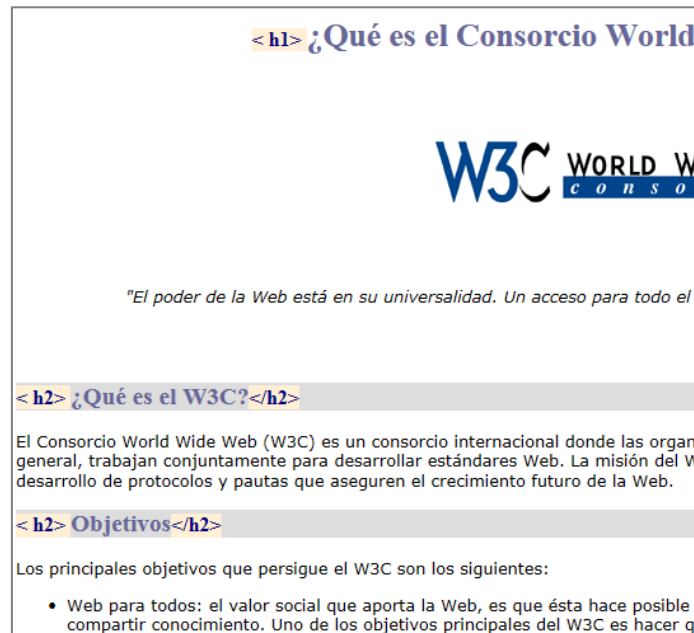 < h1> ¿Qué es el Consorcio World
W3C WORLD W
c o n s o
"El poder de la Web está en su universalidad. Un acceso para todo el
< h2> ¿Qué es el W3C?</h2>
El Consorcio World Wide Web (W3C) es un consorcio internacional donde las organ
general, trabajan conjuntamente para desarrollar estándares Web. La misión del W
desarrollo de protocolos y pautas que aseguren el crecimiento futuro de la Web.
< h2> Objetivos</h2>
Los principales objetivos que persigue el W3C son los siguientes:
• Web para todos: el valor social que aporta la Web, es que ésta hace posible
compartir conocimiento. Uno de los objetivos principales del W3C es hacer q